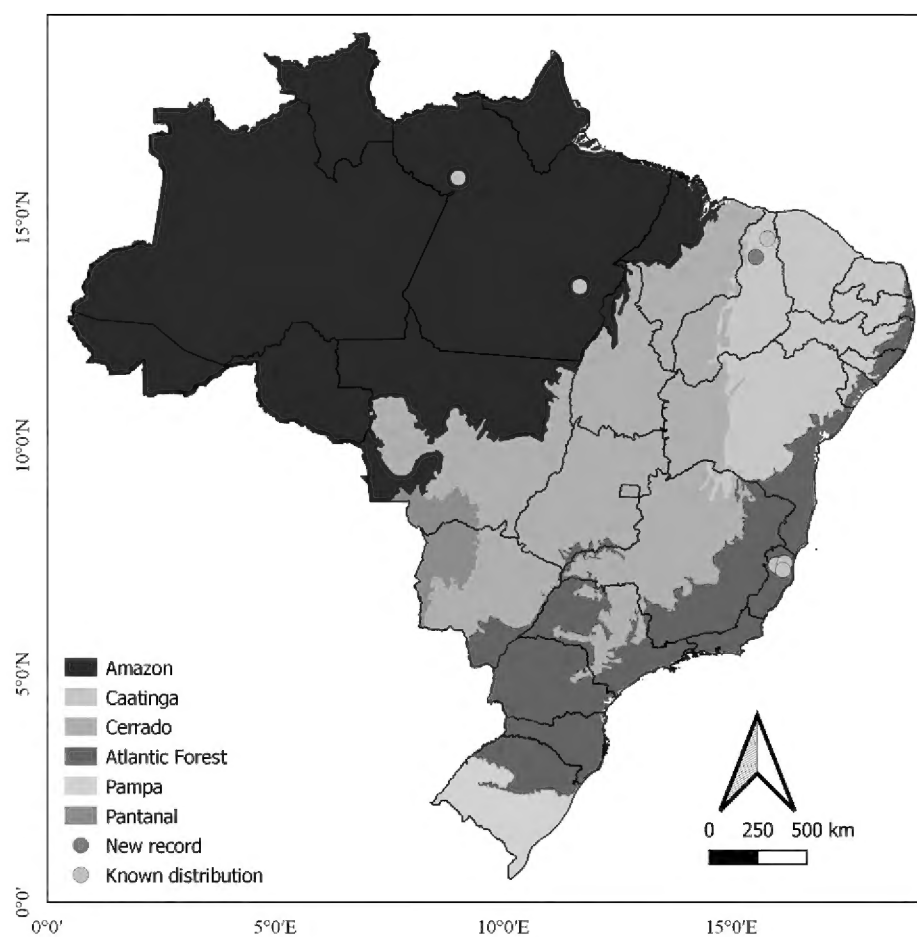 15°0'N
10°0'N
5°0'N
0°0'
Amazon
Caatinga
Cerrado
Atlantic Forest
Pampa
Pantanal
New record
Known distribution
0 250 500 km
0°0' 5°0'E 10°0'E 15°0'E